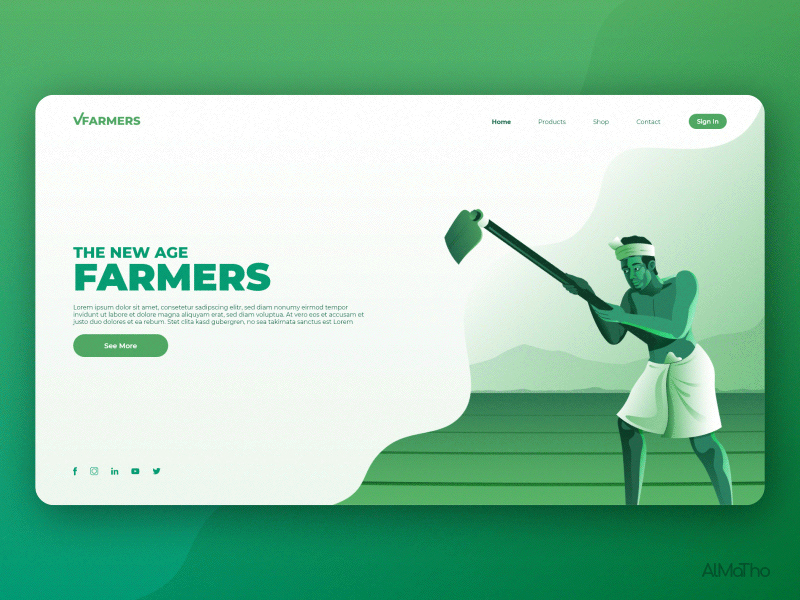 VFARMERS
Home Products Shop Contact Sign In
THE NEW AGE
FARMERS
Lorem ipsum dolor sit amet, consetetur sadipscing elitr, sed diam nonumy eirmod tempor
invidunt ut labore et dolore magna aliquyam erat, sed diam voluptua. At vero eos et accusam et
justo duo dolores et ea rebum. Stet clita kasd gubergren, no sea takimata sanctus est Lorem
See More
AlMaTho